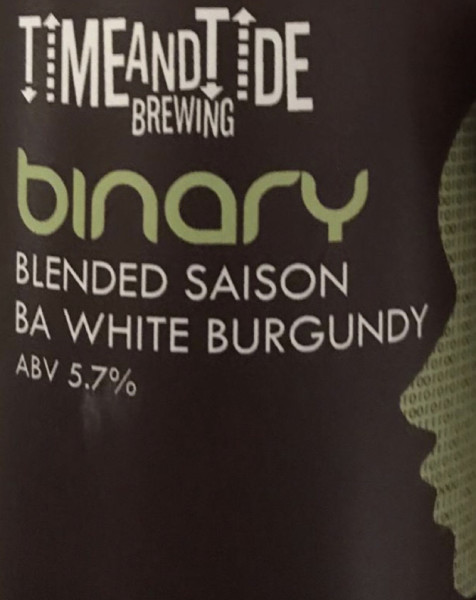 TIMEANDTIDE
BREWING
binary
BLENDED SAISON
BA WHITE BURGUNDY
ABV 5.7%